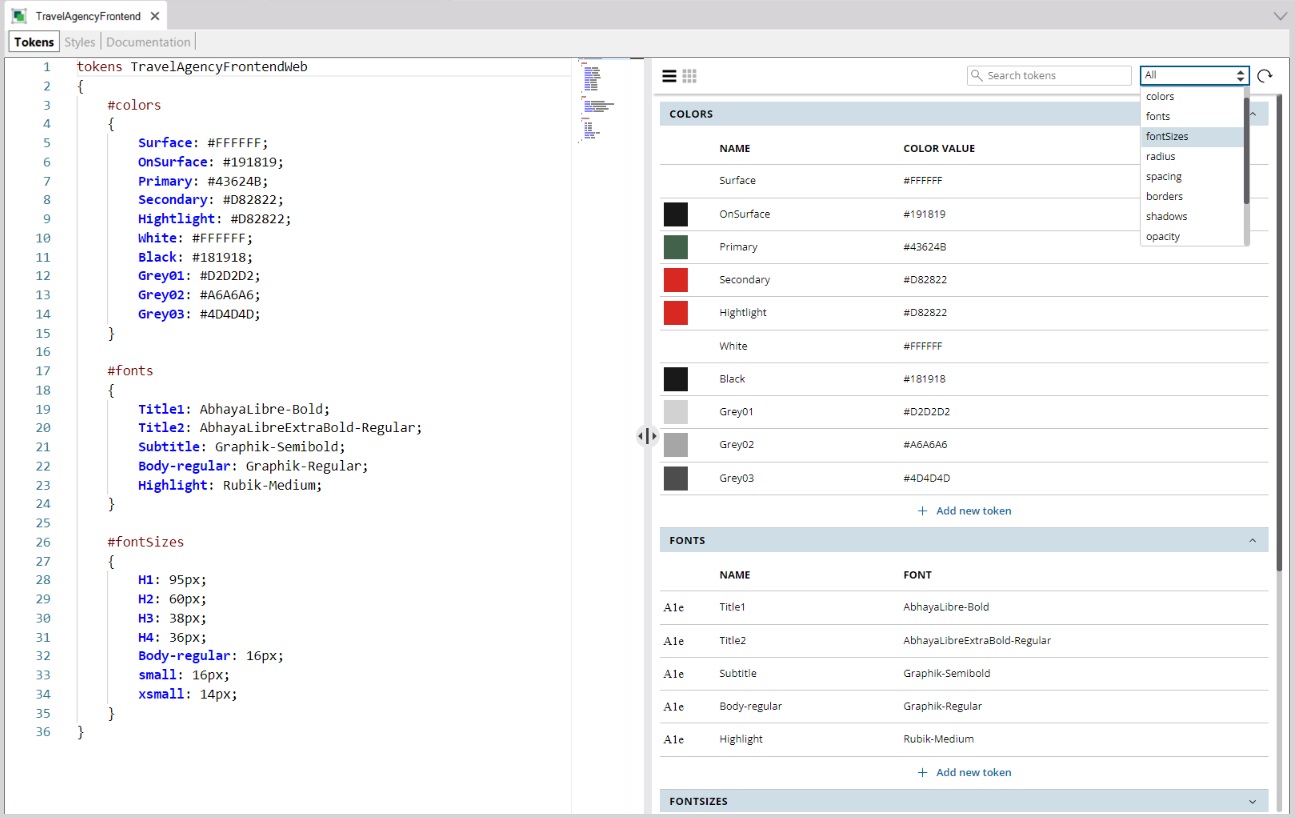 TravelAgencyFrontend
Tokens Styles Documentation
1 tokens TravelAgencyFrontendWeb
2 {
3 #colors
4 {
5 Surface: #FFFFFF;
6 OnSurface: #191819;
7 Primary: #43624B;
8 Secondary: #D82822;
9 Hightlight: #D82822;
10 White: #FFFFFF;
11 Black: #181918;
12 Grey01: #D2D2D2;
13 Grey02: #A6A6A6;
14 Grey03: #4D4D4D;
15 }
16
17 #fonts
18 {
19 Title1: AbhayaLibre-Bold;
20 Title2: AbhayaLibreExtraBold-Regular;
21 Subtitle: Graphik-Semibold;
22 Body-regular: Graphik-Regular;
23 Highlight: Rubik-Medium;
24 }
25
26 #fontSizes
27 {
28 H1: 95px;
29 H2: 60px;
30 H3: 38px;
31 H4: 36px;
32 Body-regular: 16px;
33 small: 16px;
34 xsmall: 14px;
35 }
36 }
Search tokens
All
colors
fonts
fontSizes
radius
spacing
borders
shadows
opacity
COLORS
NAME COLOR VALUE
Surface #FFFFFF
OnSurface #191819
Primary #43624B
Secondary #D82822
Hightlight #D82822
White #FFFFFF
Black #181918
Grey01 #D2D2D2
Grey02 #A6A6A6
Grey03 #4D4D4D
+ Add new token
FONTS
NAME FONT
A1e Title1 AbhayaLibre-Bold
A1e Title2 AbhayaLibreExtraBold-Regular
A1e Subtitle Graphik-Semibold
A1e Body-regular Graphik-Regular
A1e Highlight Rubik-Medium
+ Add new token
FONTSIZES